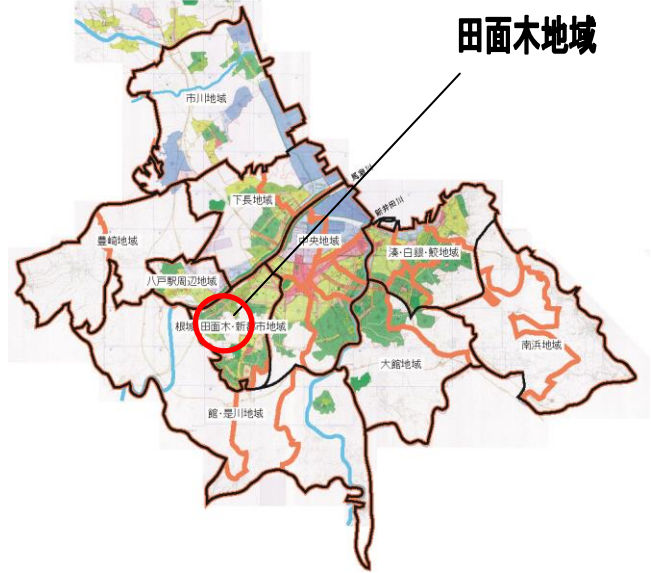 田面木地域
市川地域
馬淵川
下長地域
新井田川
豊崎地域
中央地域
湊・白銀・鮫地域
八戸駅周辺地域
根城・田面木・新都市地域
南浜地域
大館地域
館・是川地域